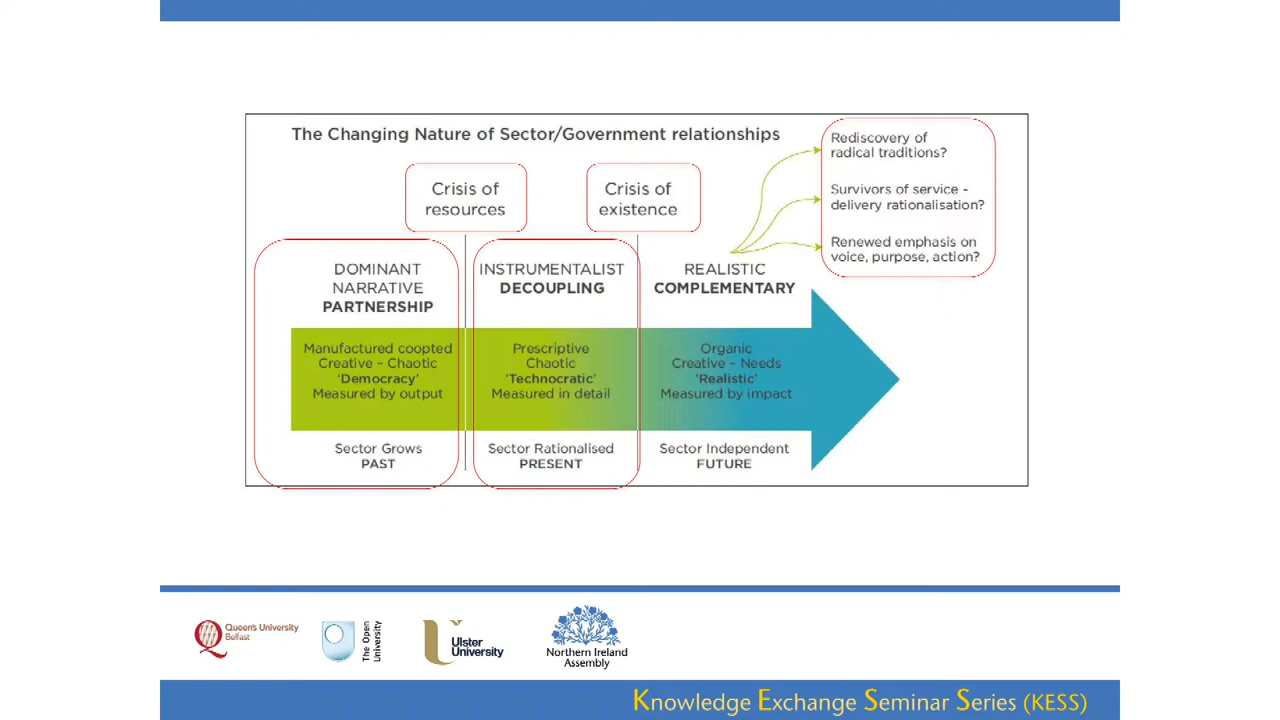 The Changing Nature of Sector/Government relationships
Crisis of
resources
Crisis of
existence
Rediscovery of
radical traditions?
Survivors of service -
delivery rationalisation?
Renewed emphasis on
voice, purpose, action?
DOMINANT
NARRATIVE
PARTNERSHIP
INSTRUMENTALIST
DECOUPLING
REALISTIC
COMPLEMENTARY
Manufactured coopted
Creative – Chaotic
'Democracy'
Measured by output
Prescriptive
Chaotic
'Technocratic'
Measured in detail
Organic
Creative – Needs
'Realistic'
Measured by impact
Sector Grows
PAST
Sector Rationalised
PRESENT
Sector Independent
FUTURE
Queen's University
Belfast
The Open
University
Ulster
University
Northern Ireland
Assembly
Knowledge Exchange Seminar Series (KESS)